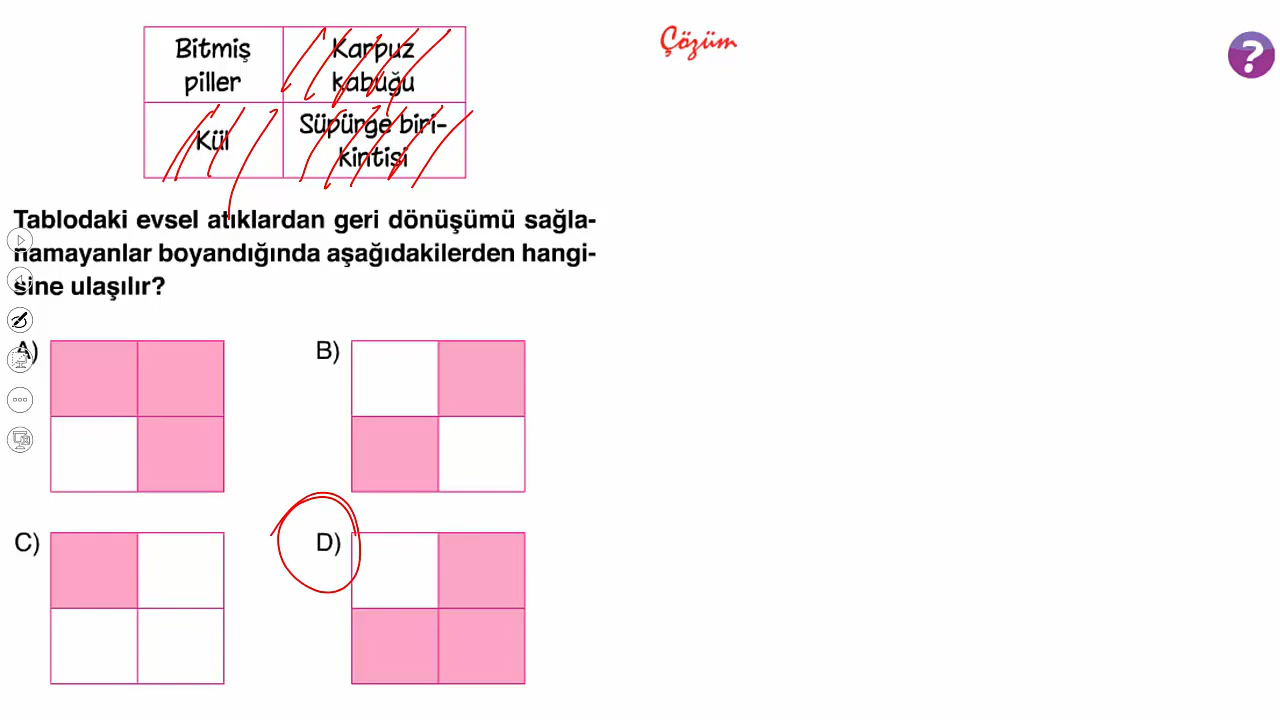 Çözüm
?
Bitmiş
piller
Karpuz
kabuğu
Kül
Süpürge biri-
kintisi
Tablodaki evsel atıklardan geri dönüşümü sağla-
namayanlar boyandığında aşağıdakilerden hangi-
sine ulaşılır?
A)
B)
C)
D)